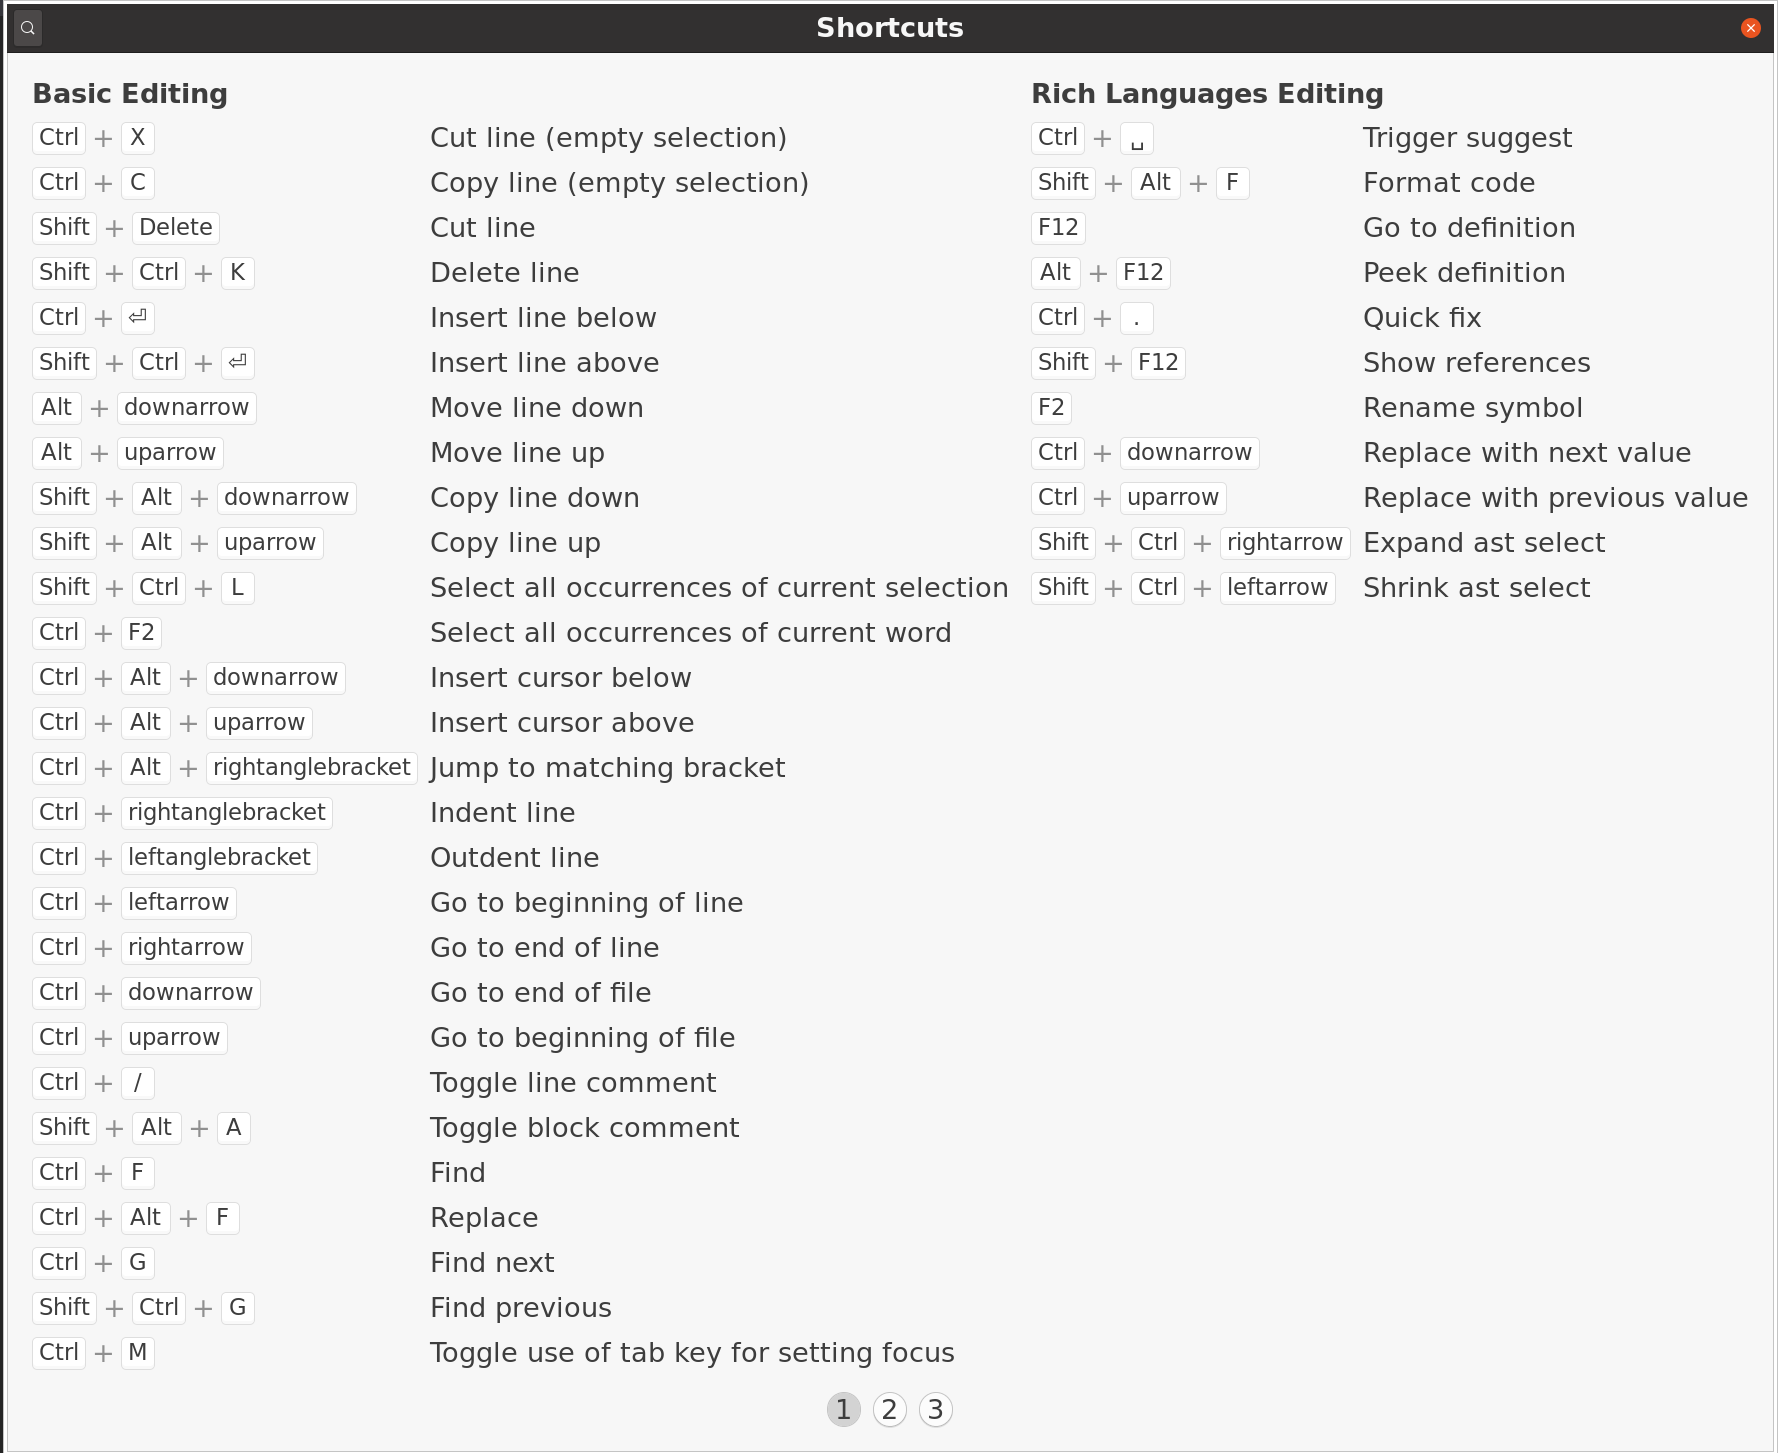 Shortcuts
Basic Editing
Ctrl + X Cut line (empty selection)
Ctrl + C Copy line (empty selection)
Shift + Delete Cut line
Shift + Ctrl + K Delete line
Ctrl + ⏎ Insert line below
Shift + Ctrl + ⏎ Insert line above
Alt + downarrow Move line down
Alt + uparrow Move line up
Shift + Alt + downarrow Copy line down
Shift + Alt + uparrow Copy line up
Shift + Ctrl + L Select all occurrences of current selection
Ctrl + F2 Select all occurrences of current word
Ctrl + Alt + downarrow Insert cursor below
Ctrl + Alt + uparrow Insert cursor above
Ctrl + Alt + rightanglebracket Jump to matching bracket
Ctrl + rightanglebracket Indent line
Ctrl + leftanglebracket Outdent line
Ctrl + leftarrow Go to beginning of line
Ctrl + rightarrow Go to end of line
Ctrl + downarrow Go to end of file
Ctrl + uparrow Go to beginning of file
Ctrl + / Toggle line comment
Shift + Alt + A Toggle block comment
Ctrl + F Find
Ctrl + Alt + F Replace
Ctrl + G Find next
Shift + Ctrl + G Find previous
Ctrl + M Toggle use of tab key for setting focus
Rich Languages Editing
Ctrl + ␣ Trigger suggest
Shift + Alt + F Format code
F12 Go to definition
Alt + F12 Peek definition
Ctrl + . Quick fix
Shift + F12 Show references
F2 Rename symbol
Ctrl + downarrow Replace with next value
Ctrl + uparrow Replace with previous value
Shift + Ctrl + rightarrow Expand ast select
Shift + Ctrl + leftarrow Shrink ast select
1 2 3